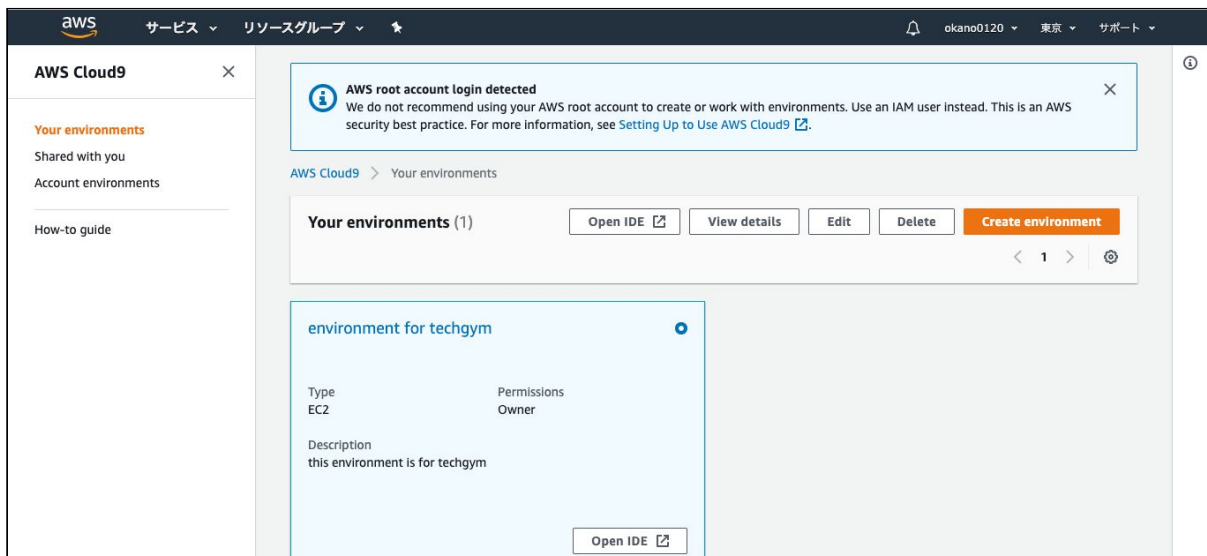 aws
サービス
リソースグループ
okano0120
東京
サポート
AWS Cloud9
Your environments
Shared with you
Account environments
How-to guide
AWS root account login detected
We do not recommend using your AWS root account to create or work with environments. Use an IAM user instead. This is an AWS
security best practice. For more information, see Setting Up to Use AWS Cloud9.
AWS Cloud9 > Your environments
Your environments (1)
Open IDE
View details
Edit
Delete
Create environment
< 1 >
environment for techgym
Type
EC2
Permissions
Owner
Description
this environment is for techgym
Open IDE